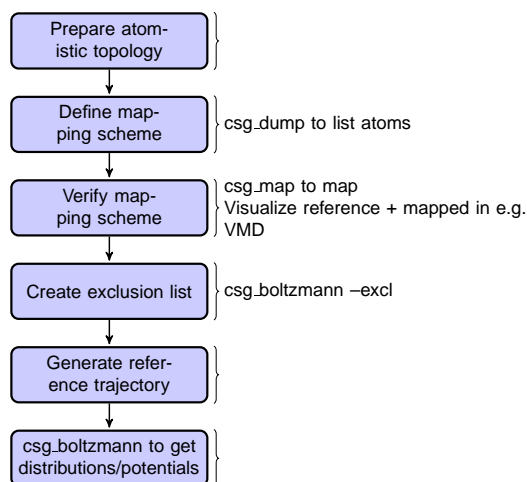 Prepare atom-
istic topology
Define map-
ping scheme
csg_dump to list atoms
Verify map-
ping scheme
csg_map to map
Visualize reference + mapped in e.g.
VMD
Create exclusion list
csg_boltzmann –excl
Generate refer-
ence trajectory
csg_boltzmann to get
distributions/potentials